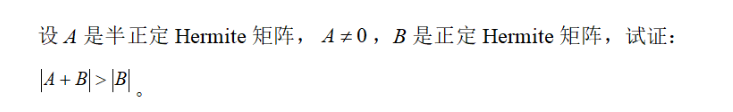 设 A 是半正定 Hermite 矩阵， A ≠ 0 ， B 是正定 Hermite 矩阵，试证：
|A + B| > |B| 。